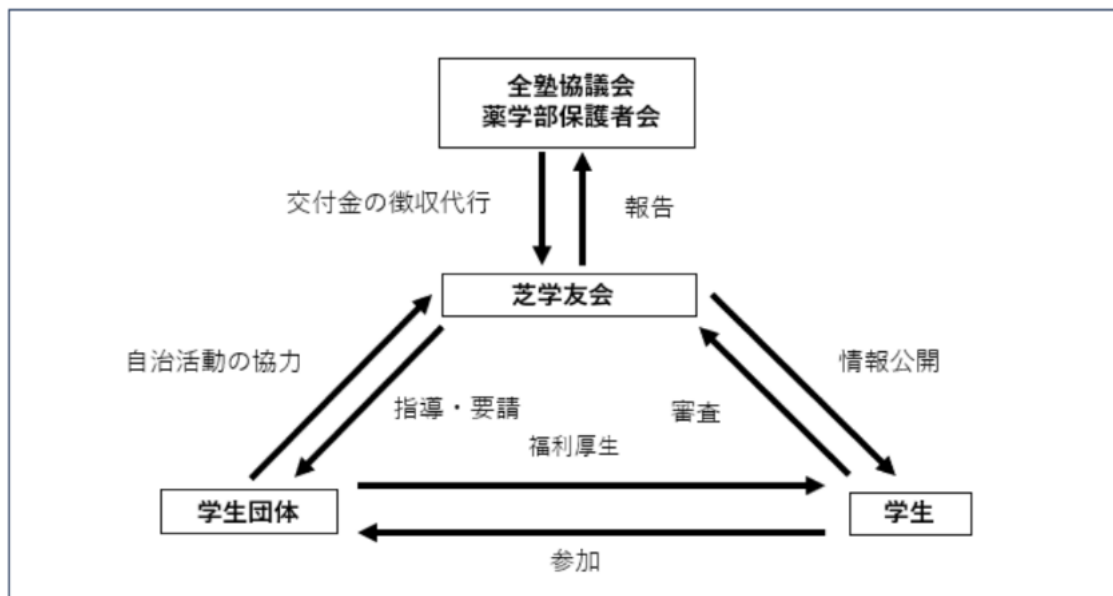 全塾協議会
薬学部保護者会
交付金の徴収代行
報告
芝学友会
自治活動の協力
情報公開
指導・要請
審査
福利厚生
学生団体
学生
参加